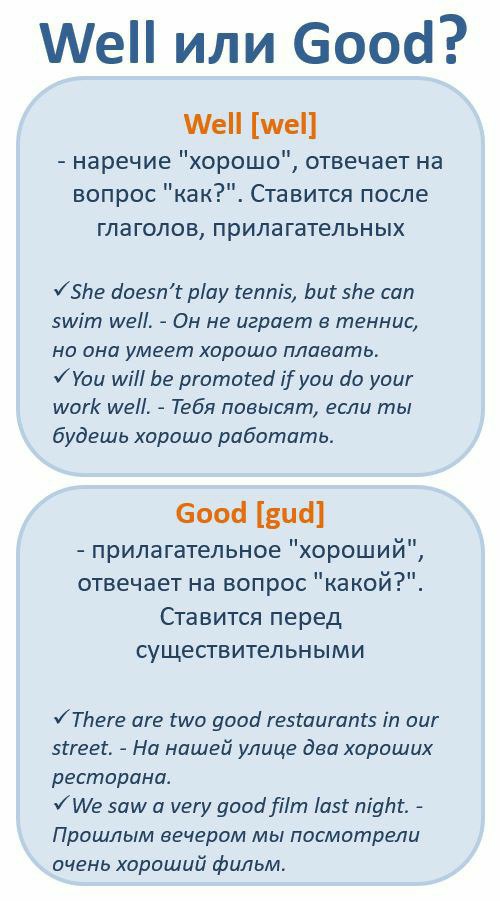 Well или Good?
Well [wel]
- наречие "хорошо", отвечает на
вопрос "как?". Ставится после
глаголов, прилагательных
✓She doesn’t play tennis, but she can
swim well. - Он не играет в теннис,
но она умеет хорошо плавать.
✓You will be promoted if you do your
work well. - Тебя повысят, если ты
будешь хорошо работать.
Good [gud]
- прилагательное "хороший",
отвечает на вопрос "какой?".
Ставится перед
существительными
✓There are two good restaurants in our
street. - На нашей улице два хороших
ресторана.
✓We saw a very good film last night. -
Прошлым вечером мы посмотрели
очень хороший фильм.